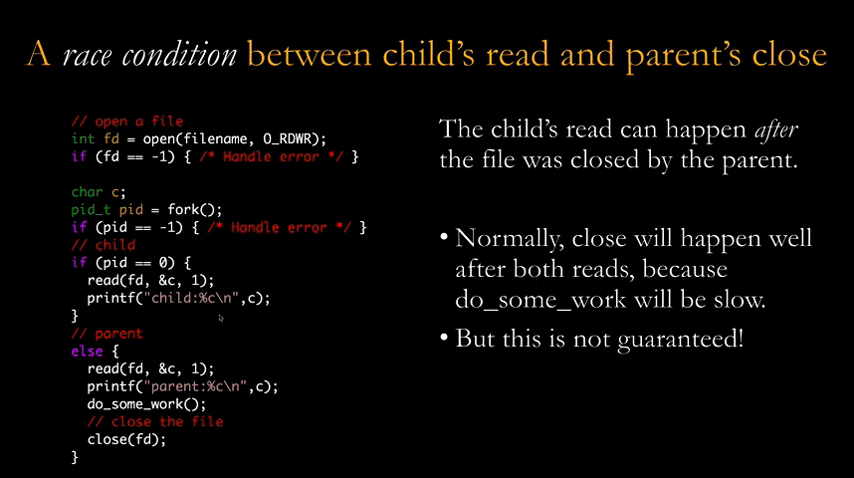 A race condition between child's read and parent's close
// open a file
int fd = open(filename, O_RDWR);
if (fd == -1) { /* Handle error */ }
char c;
pid_t pid = fork();
if (pid == -1) { /* Handle error */ }
// child
if (pid == 0) {
read(fd, &c, 1);
printf("child:%c\n",c);
}
// parent
else {
read(fd, &c, 1);
printf("parent:%c\n",c);
do_some_work();
// close the file
close(fd);
}
The child's read can happen after
the file was closed by the parent.
• Normally, close will happen well
after both reads, because
do_some_work will be slow.
• But this is not guaranteed!